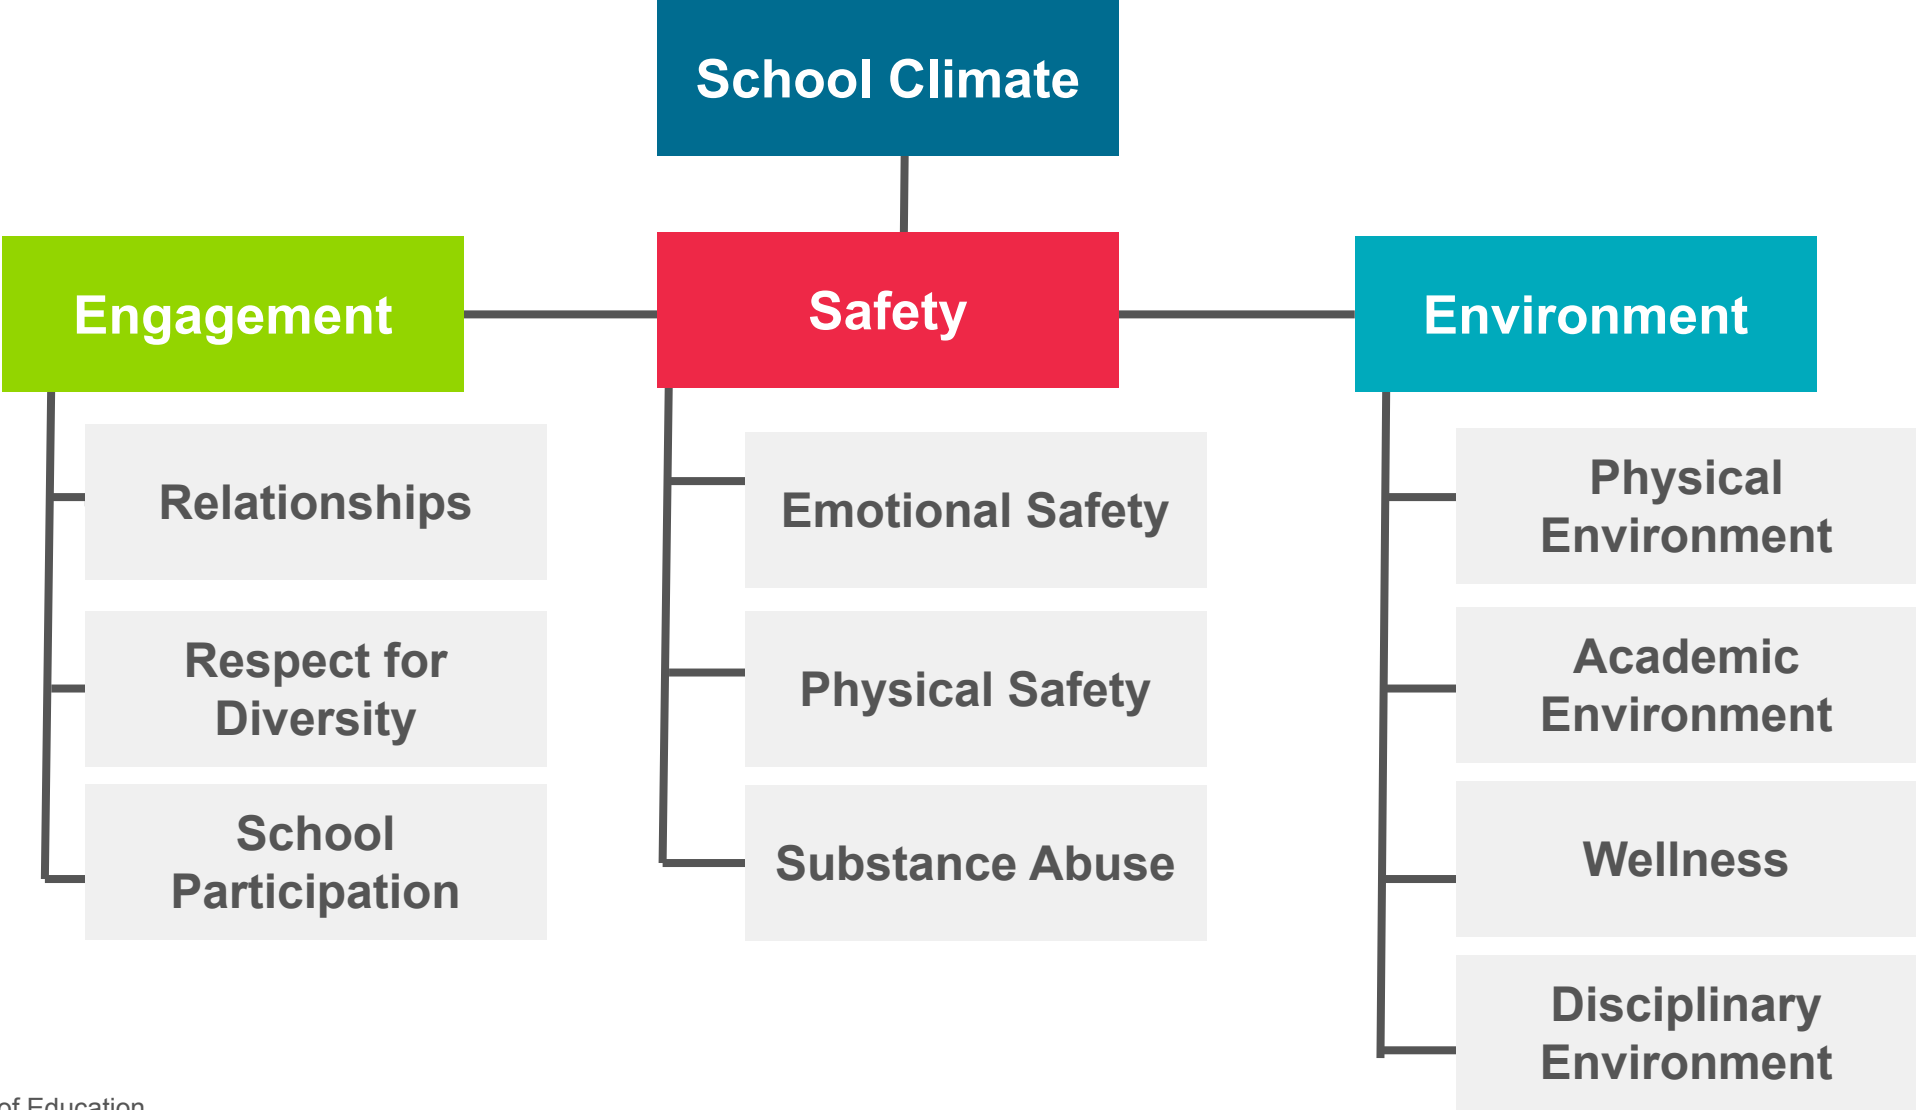 School Climate
Engagement
Safety
Environment
Relationships
Respect for
Diversity
School
Participation
Emotional Safety
Physical Safety
Substance Abuse
Physical
Environment
Academic
Environment
Wellness
Disciplinary
Environment
of Education